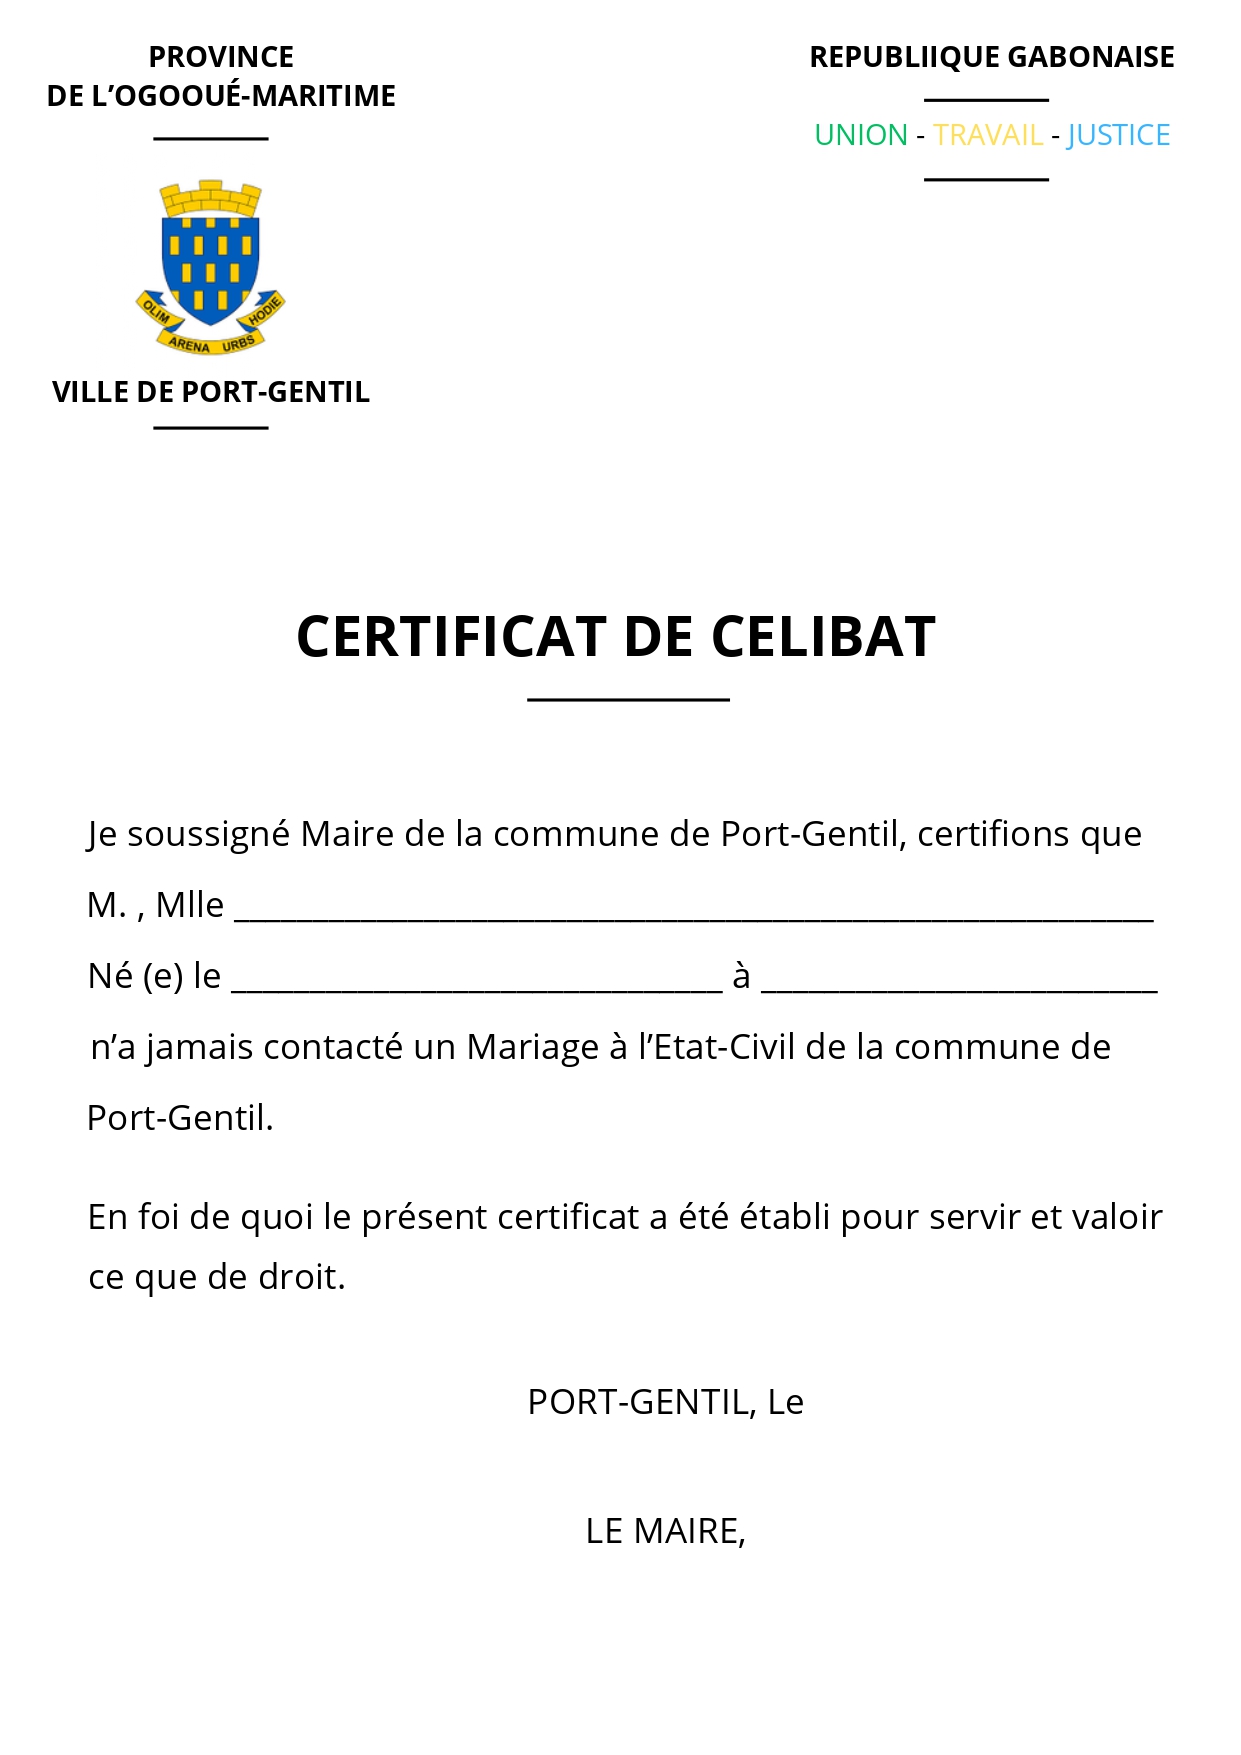 PROVINCE
DE L’OGOOUÉ-MARITIME
REPUBLIIQUE GABONAISE
UNION - TRAVAIL - JUSTICE
OLIM ARENA URBS HODIE
VILLE DE PORT-GENTIL
CERTIFICAT DE CELIBAT
Je soussigné Maire de la commune de Port-Gentil, certifions que
M. , Mlle ___________________________________________________________
Né (e) le _______________________________ à _________________________
n’a jamais contacté un Mariage à l’Etat-Civil de la commune de
Port-Gentil.
En foi de quoi le présent certificat a été établi pour servir et valoir
ce que de droit.
PORT-GENTIL, Le
LE MAIRE,